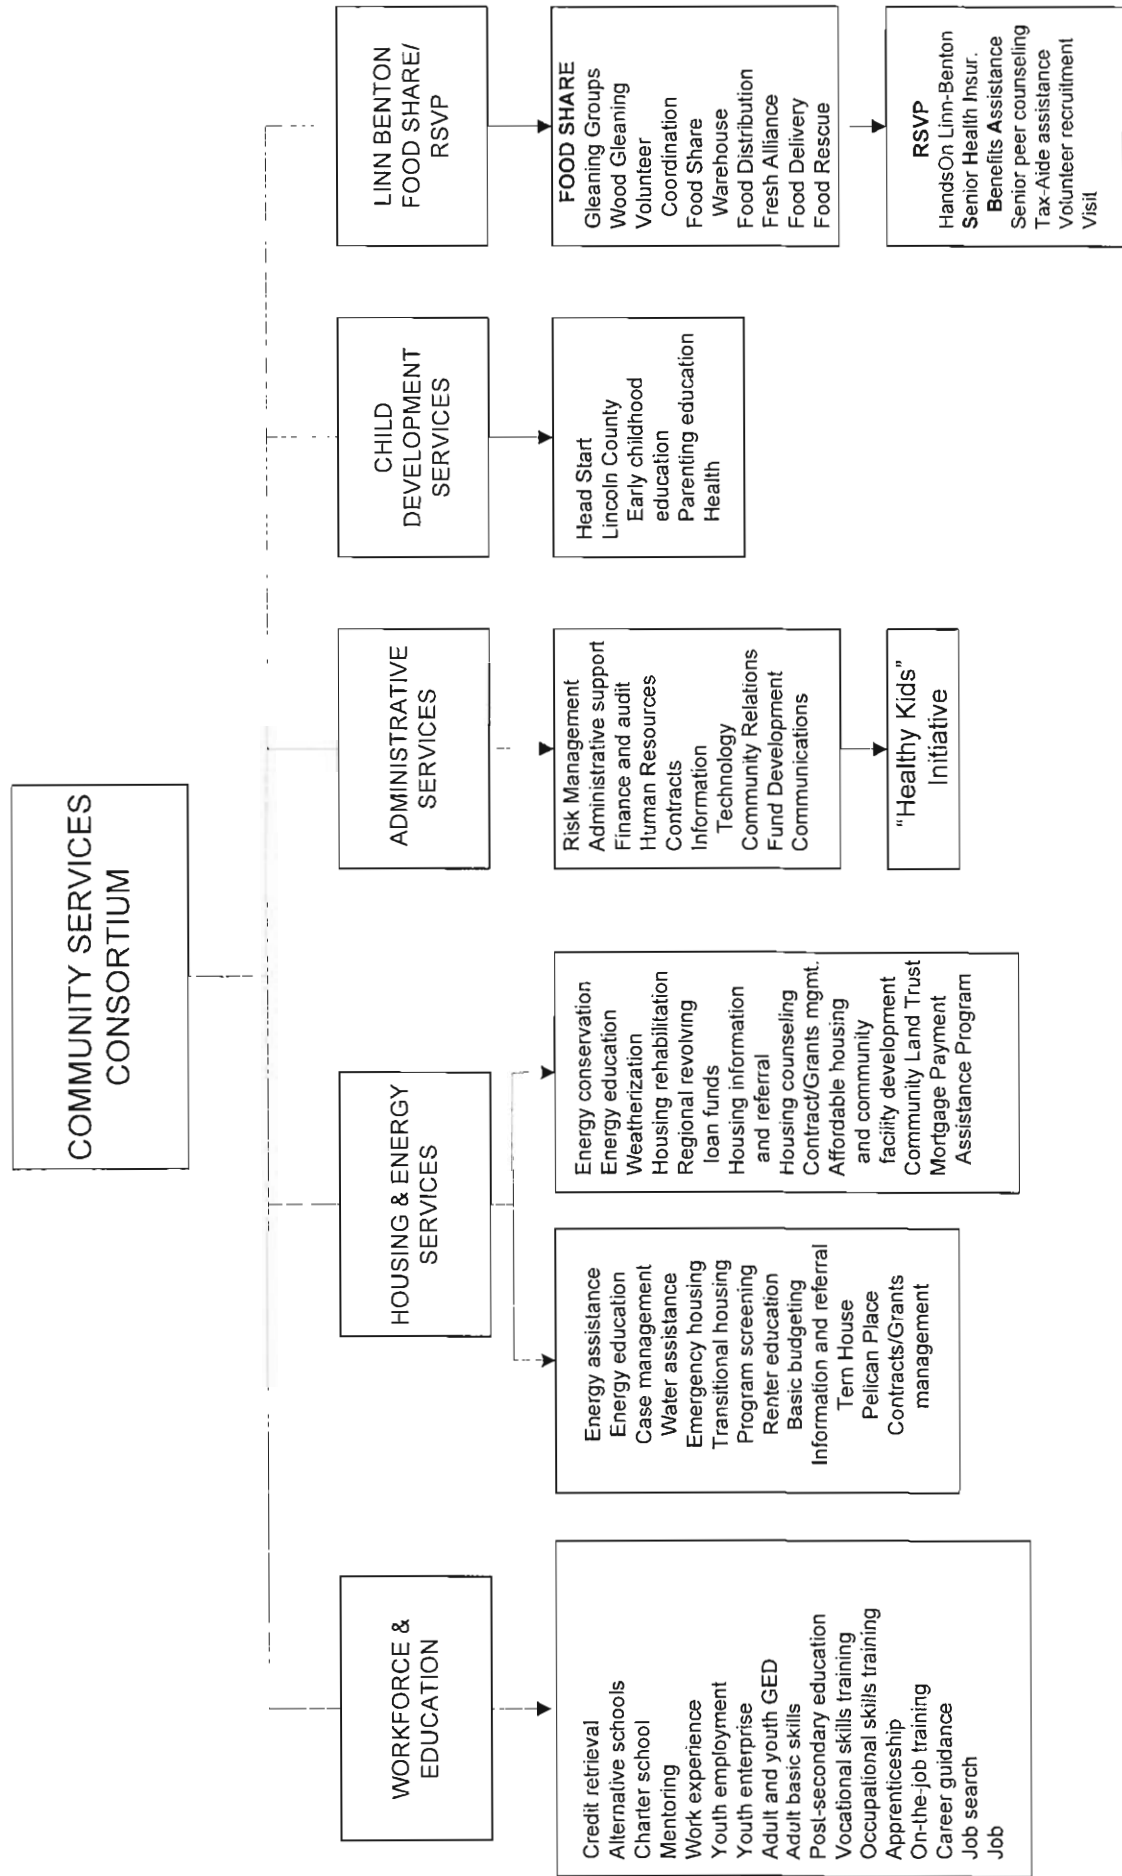 COMMUNITY SERVICES
CONSORTIUM
WORKFORCE &
EDUCATION
Credit retrieval
Alternative schools
Charter school
Mentoring
Work experience
Youth employment
Youth enterprise
Adult and youth GED
Adult basic skills
Post-secondary education
Vocational skills training
Occupational skills training
Apprenticeship
On-the-job training
Career guidance
Job search
Job
HOUSING & ENERGY
SERVICES
Energy assistance
Energy education
Case management
Water assistance
Emergency housing
Transitional housing
Program screening
Renter education
Basic budgeting
Information and referral
Tern House
Pelican Place
Contracts/Grants
management
Energy conservation
Energy education
Weatherization
Housing rehabilitation
Regional revolving
loan funds
Housing information
and referral
Housing counseling
Contract/Grants mgmt.
Affordable housing
and community
facility development
Community Land Trust
Mortgage Payment
Assistance Program
ADMINISTRATIVE
SERVICES
Risk Management
Administrative support
Finance and audit
Human Resources
Contracts
Information
Technology
Community Relations
Fund Development
Communications
"Healthy Kids"
Initiative
CHILD
DEVELOPMENT
SERVICES
Head Start
Lincoln County
Early childhood
education
Parenting education
Health
LINN BENTON
FOOD SHARE/
RSVP
FOOD SHARE
Gleaning Groups
Wood Gleaning
Volunteer
Coordination
Food Share
Warehouse
Food Distribution
Fresh Alliance
Food Delivery
Food Rescue
RSVP
HandsOn Linn-Benton
Senior Health Insur.
Benefits Assistance
Senior peer counseling
Tax-Aide assistance
Volunteer recruitment
Visit